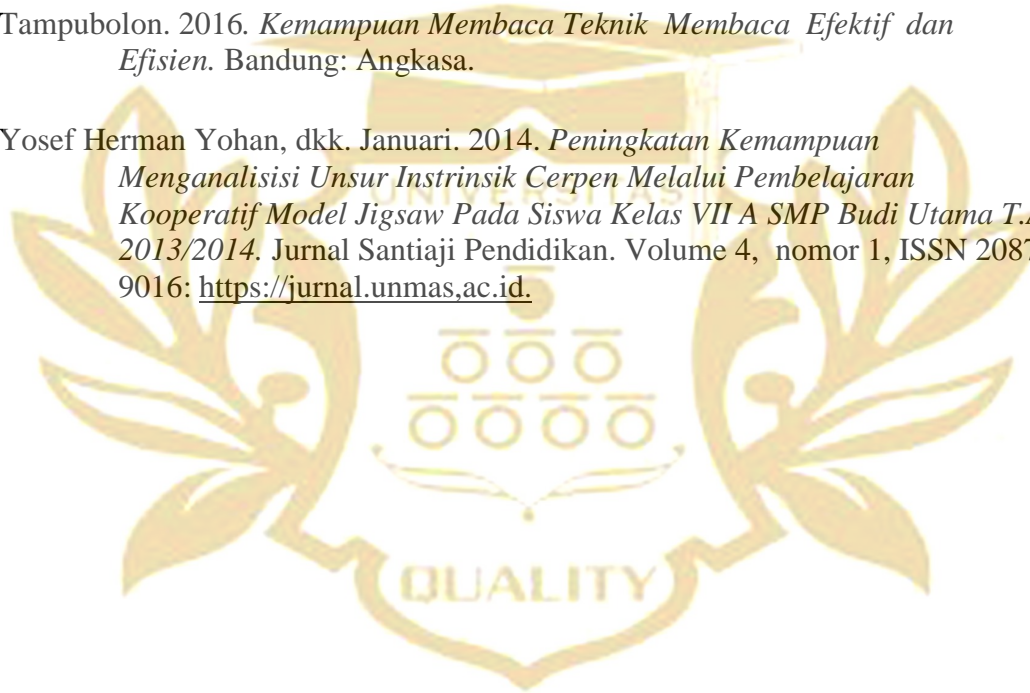 Tampubolon. 2016. Kemampuan Membaca Teknik Membaca Efektif dan
Efisien. Bandung: Angkasa.
Yosef Herman Yohan, dkk. Januari. 2014. Peningkatan Kemampuan
Menganalisisi Unsur Instrinsik Cerpen Melalui Pembelajaran
Kooperatif Model Jigsaw Pada Siswa Kelas VII A SMP Budi Utama T.A
2013/2014. Jurnal Santiaji Pendidikan. Volume 4, nomor 1, ISSN 2087
9016: https://jurnal.unmas,ac.id.
UNIVERSITAS
QUALITY